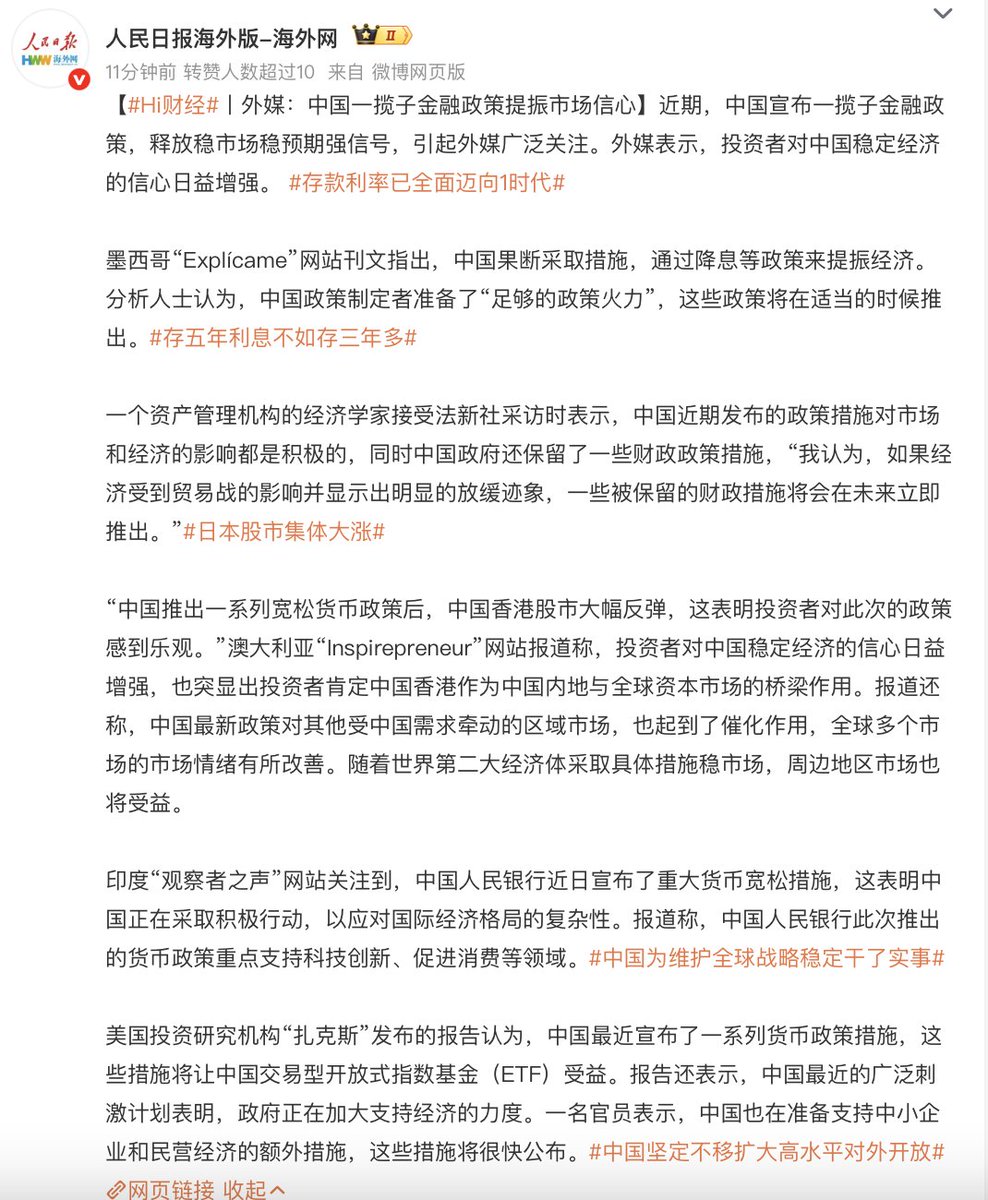 人民日报
HWW 海外网
人民日报海外版-海外网
II
11分钟前 转赞人数超过10 来自 微博网页版
【#Hi财经#丨外媒：中国一揽子金融政策提振市场信心】近期，中国宣布一揽子金融政
策，释放稳市场稳预期强信号，引起外媒广泛关注。外媒表示，投资者对中国稳定经济
的信心日益增强。 #存款利率已全面迈向1时代#
墨西哥“Explícame”网站刊文指出，中国果断采取措施，通过降息等政策来提振经济。
分析人士认为，中国政策制定者准备了“足够的政策火力”，这些政策将在适当的时候推
出。#存五年利息不如存三年多#
一个资产管理机构的经济学家接受法新社采访时表示，中国近期发布的政策措施对市场
和经济的影响都是积极的，同时中国政府还保留了一些财政政策措施，“我认为，如果经
济受到贸易战的影响并显示出明显的放缓迹象，一些被保留的财政措施将会在未来立即
推出。”#日本股市集体大涨#
“中国推出一系列宽松货币政策后，中国香港股市大幅反弹，这表明投资者对此次的政策
感到乐观。”澳大利亚“Inspirepreneur”网站报道称，投资者对中国稳定经济的信心日益
增强，也突显出投资者肯定中国香港作为中国内地与全球资本市场的桥梁作用。报道还
称，中国最新政策对其他受中国需求牵动的区域市场，也起到了催化作用，全球多个市
场的市场情绪有所改善。随着世界第二大经济体采取具体措施稳市场，周边地区市场也
将受益。
印度“观察者之声”网站关注到，中国人民银行近日宣布了重大货币宽松措施，这表明中
国正在采取积极行动，以应对国际经济格局的复杂性。报道称，中国人民银行此次推出
的货币政策重点支持科技创新、促进消费等领域。#中国为维护全球战略稳定干了实事#
美国投资研究机构“扎克斯”发布的报告认为，中国最近宣布了一系列货币政策措施，这
些措施将让中国交易型开放式指数基金（ETF）受益。报告还表示，中国最近的广泛刺
激计划表明，政府正在加大支持经济的力度。一名官员表示，中国也在准备支持中小企
业和民营经济的额外措施，这些措施将很快公布。#中国坚定不移扩大高水平对外开放#
网页链接 收起